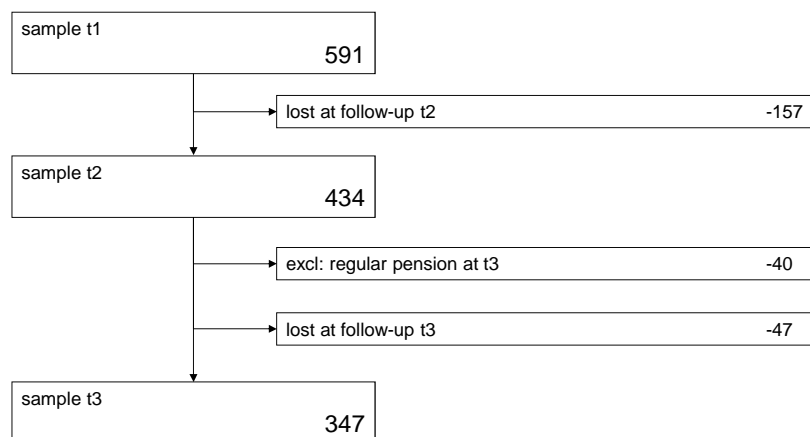 sample t1
591
lost at follow-up t2 -157
sample t2
434
excl: regular pension at t3 -40
lost at follow-up t3 -47
sample t3
347